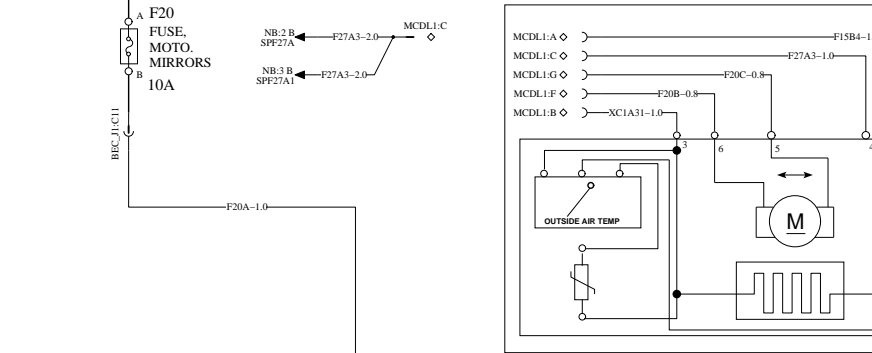 A F20
FUSE,
MOTO.
MIRRORS
B
10A
BEC_J1:C11
F20A–1.0
NB:2 B
SPF27A
F27A3–2.0
MCDL1:C
NB:3 B
SPF27A1
F27A3–2.0
MCDL1:A
F15B4–1
MCDL1:C
F27A3–1.0
MCDL1:G
F20C–0.8
MCDL1:F
F20B–0.8
MCDL1:B
XC1A31–1.0
3
6
5
4
OUTSIDE AIR TEMP
M